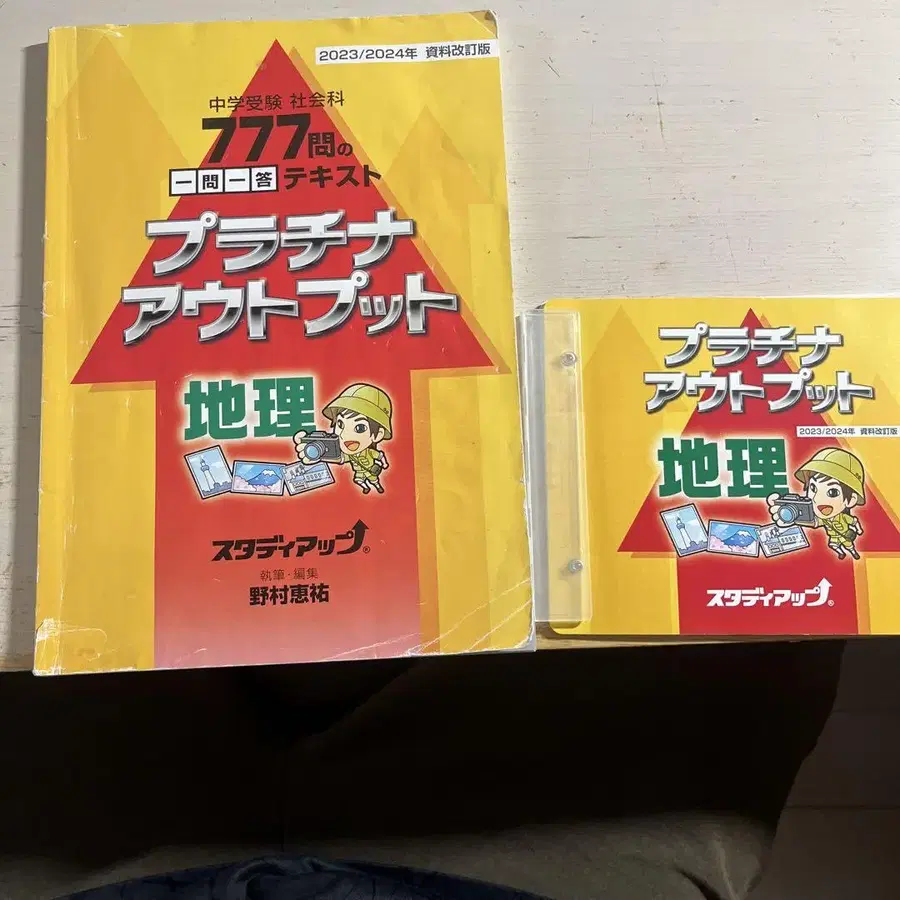 2023/2024年 資料改訂版
中学受験 社会科
777問の
一問一答テキスト
プラチナ
アウトプット
地理
スタディアップ®
執筆・編集
野村恵祐
プラチナ
アウトプット
2023/2024年 資料改訂版
地理
スタディアップ®